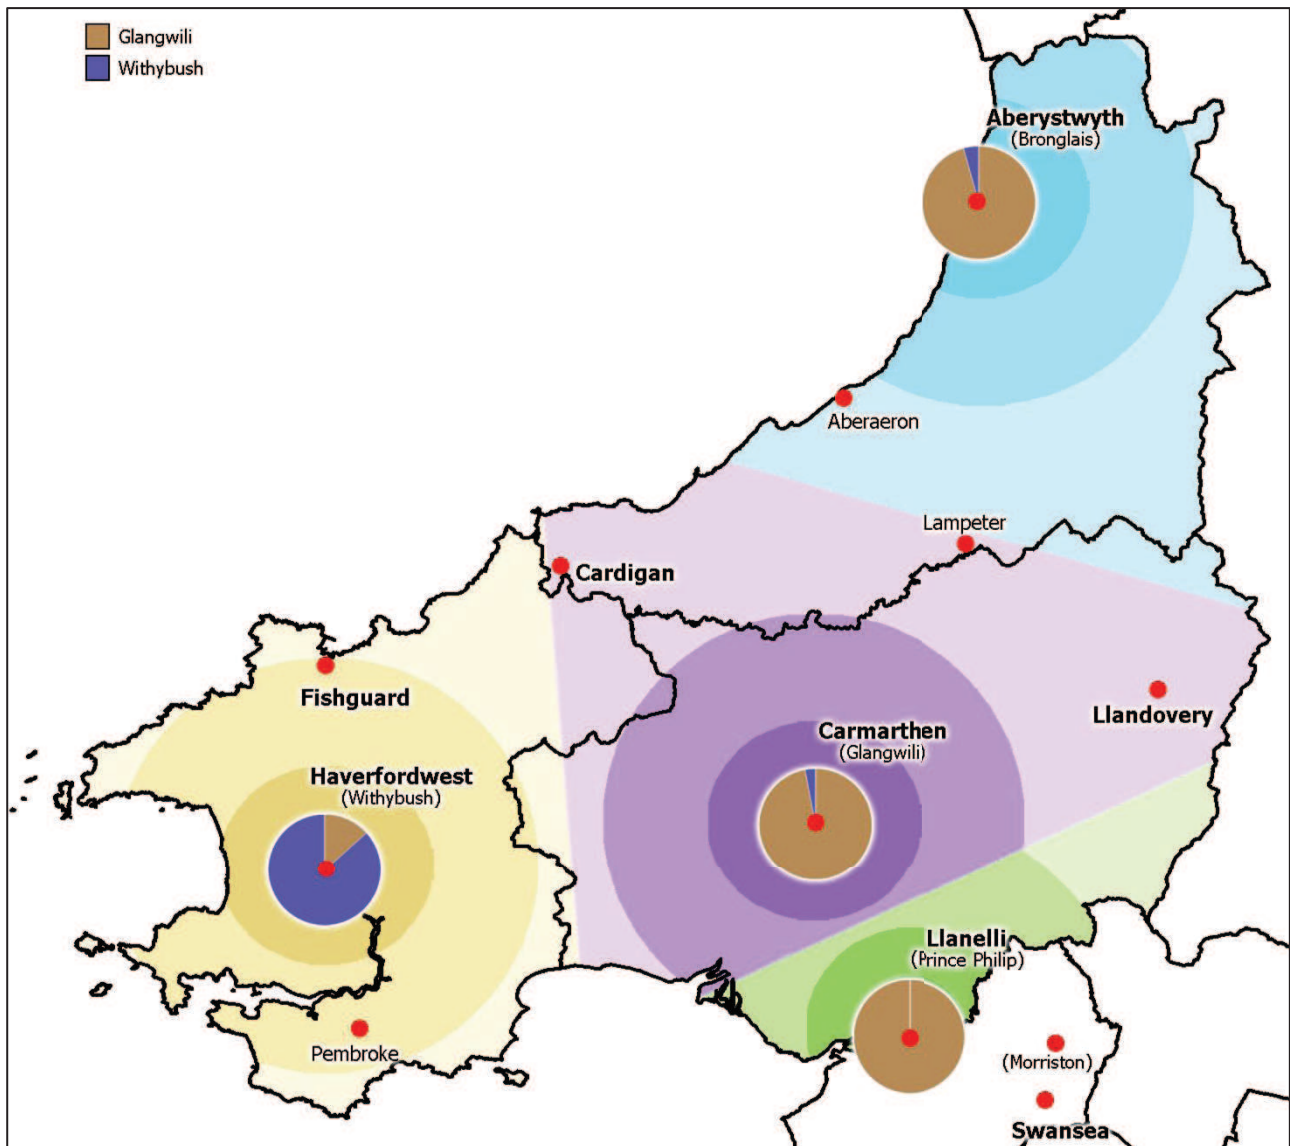 Glangwili
Withybush
Aberystwyth
(Bronglais)
Aberaeron
Lampeter
Cardigan
Fishguard
Llandovery
Carmarthen
(Glangwili)
Haverfordwest
(Withybush)
Llanelli
(Prince Philip)
Pembroke
(Morriston)
Swansea